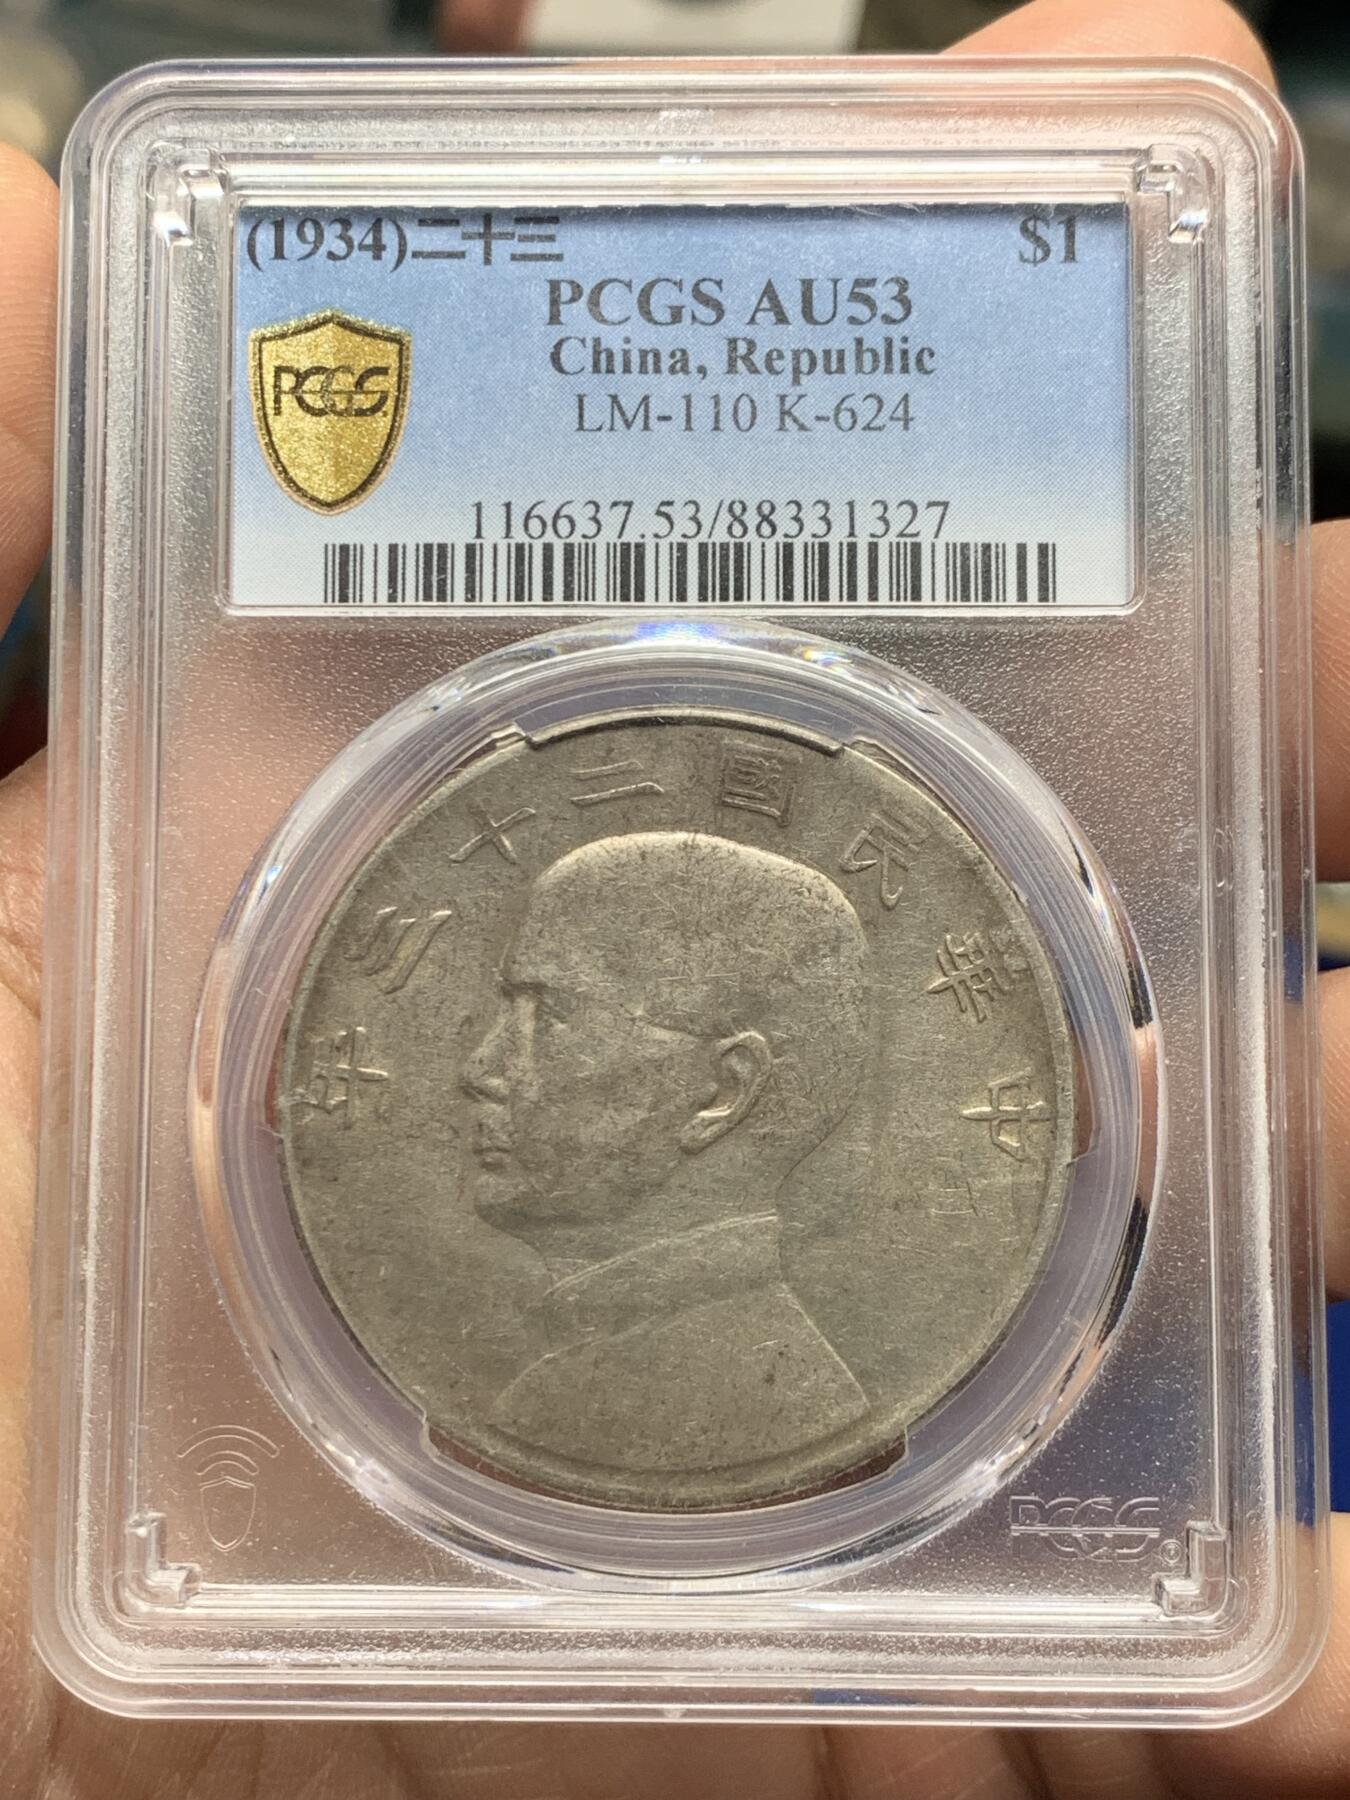 (1934)二十三 $1
PCGS AU53
China, Republic
LM-110 K-624
PCGS
116637.53/88331327
年三十二國民華中
PCGS